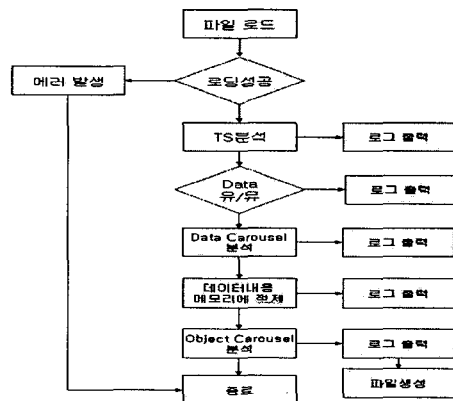 파일 로드
에러 발생
로딩성공
TS분석
로그 출력
Data
유/유
로그 출력
Data Carousel
분석
로그 출력
데이터내용
메모리에 적재
로그 출력
Object Carousel
분석
로그 출력
종료
파일생성